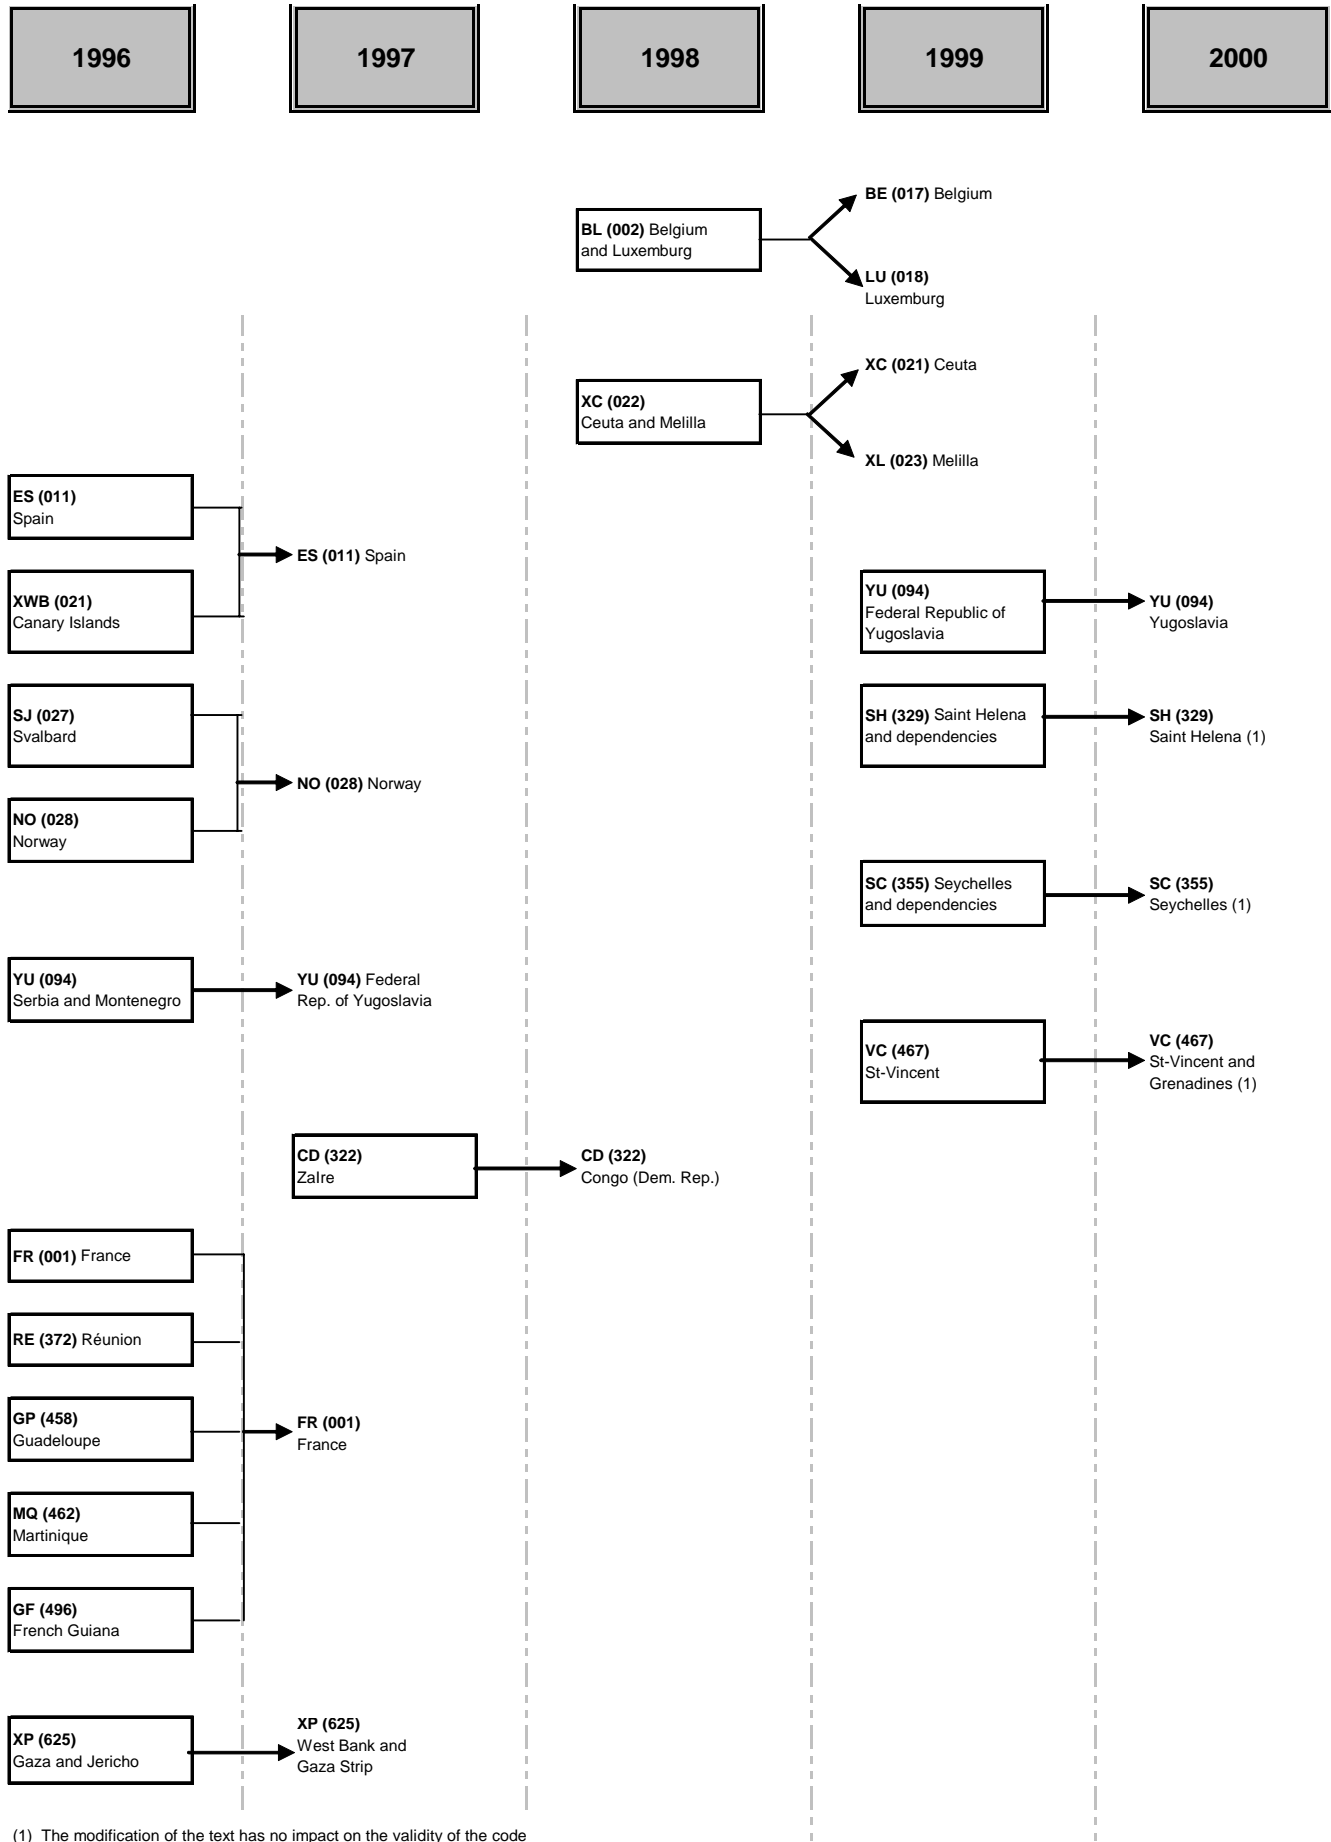 1996
1997
1998
1999
2000
BE (017) Belgium
BL (002) Belgium
and Luxemburg
LU (018)
Luxemburg
XC (021) Ceuta
XC (022)
Ceuta and Melilla
XL (023) Melilla
ES (011)
Spain
ES (011) Spain
XWB (021)
Canary Islands
YU (094)
Federal Republic of
Yugoslavia
YU (094)
Yugoslavia
SJ (027)
Svalbard
SH (329) Saint Helena
and dependencies
SH (329)
Saint Helena (1)
NO (028) Norway
NO (028)
Norway
SC (355) Seychelles
and dependencies
SC (355)
Seychelles (1)
YU (094)
Serbia and Montenegro
YU (094) Federal
Rep. of Yugoslavia
VC (467)
St-Vincent
VC (467)
St-Vincent and
Grenadines (1)
CD (322)
ZaIre
CD (322)
Congo (Dem. Rep.)
FR (001) France
RE (372) Réunion
GP (458)
Guadeloupe
FR (001)
France
MQ (462)
Martinique
GF (496)
French Guiana
XP (625)
Gaza and Jericho
XP (625)
West Bank and
Gaza Strip
(1) The modification of the text has no impact on the validity of the code